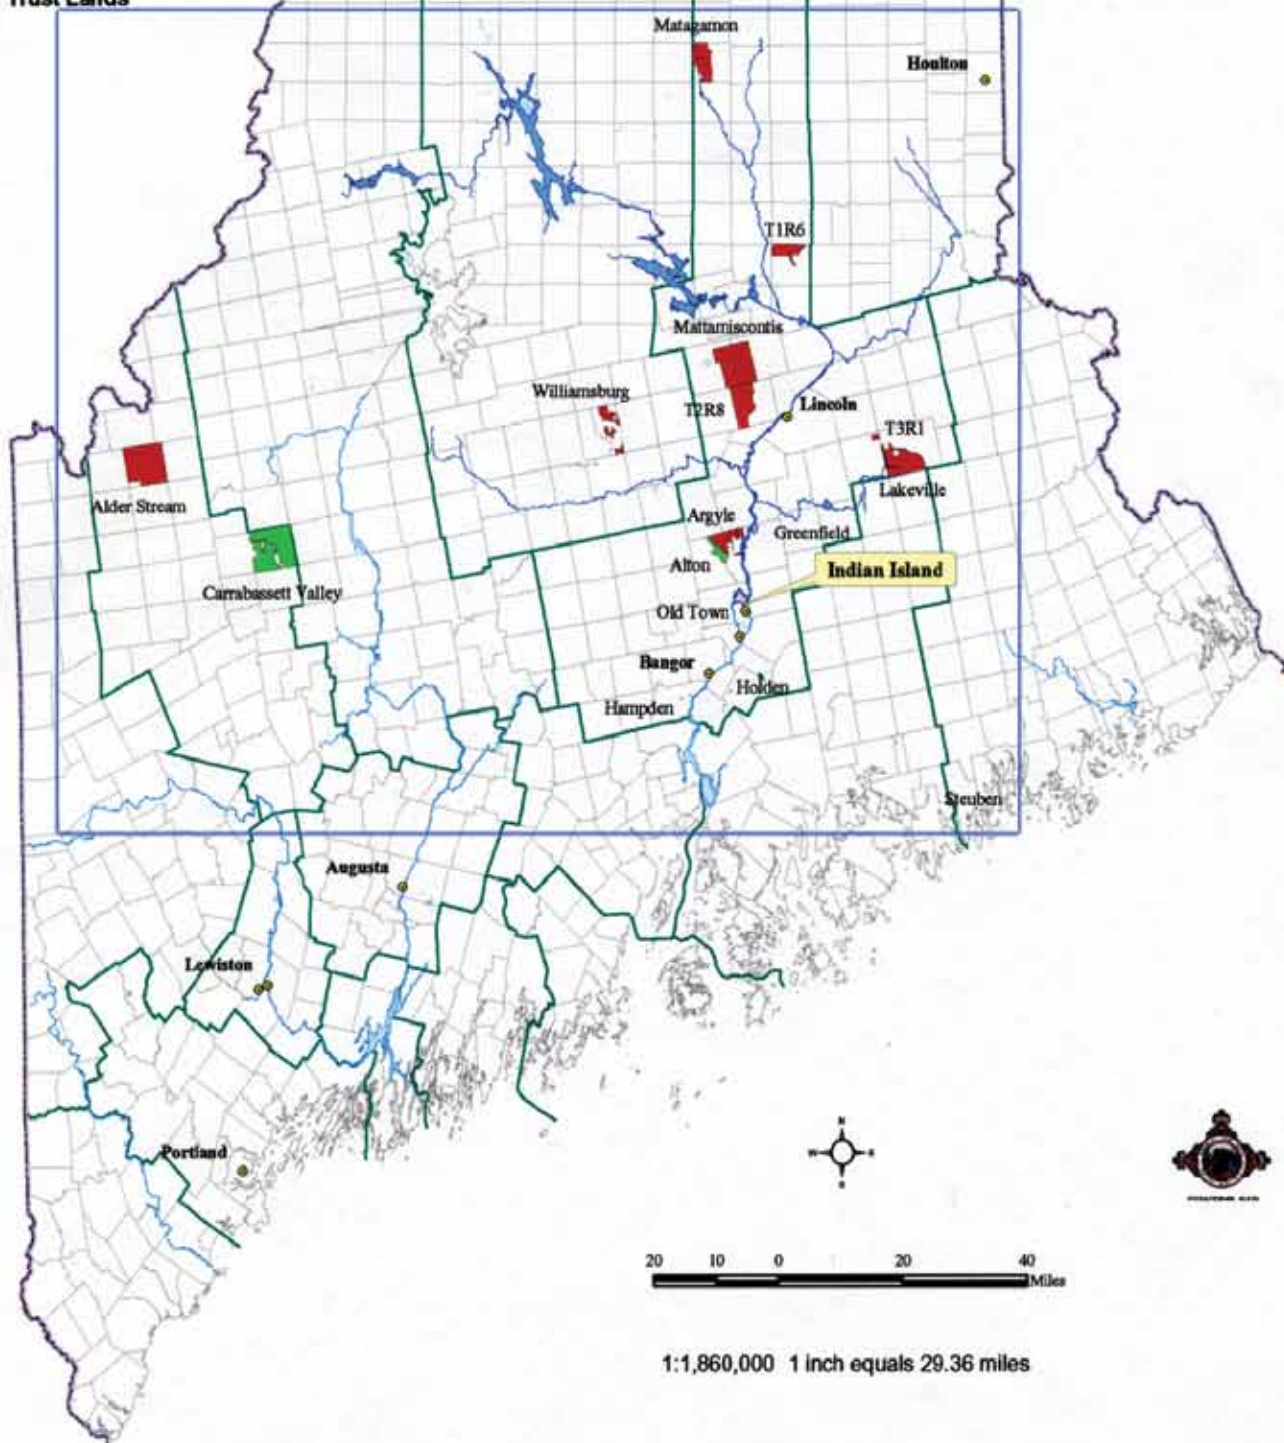 Trust Lands
Matagamon
Houlton
T1R6
Mattamiscontis
Williamsburg
T2R8
Lincoln
T3R1
Alder Stream
Lakeville
Argyle
Greenfield
Alton
Indian Island
Carrabassett Valley
Old Town
Bangor
Holden
Hampden
Steuben
Augusta
Lewiston
Portland
N
W
S
20 10 0 20 40
Miles
1:1,860,000 1 inch equals 29.36 miles